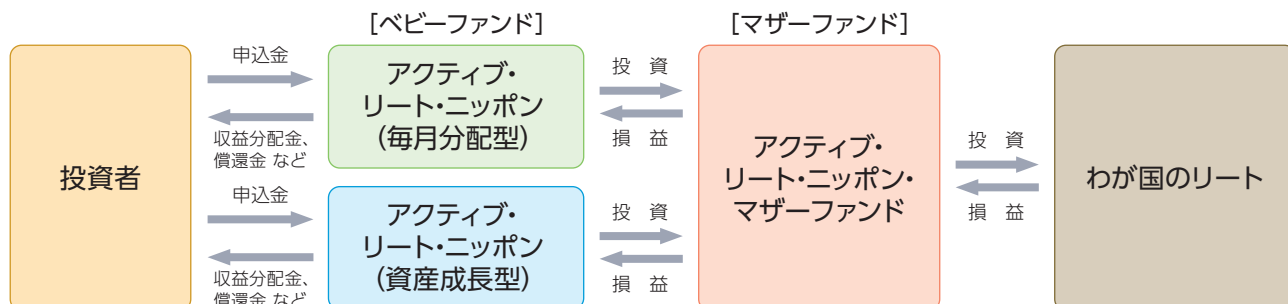 [ベビーファンド]
[マザーファンド]
投資者
申込金
収益分配金、
償還金 など
申込金
収益分配金、
償還金 など
アクティブ・
リート・ニッポン
(毎月分配型)
アクティブ・
リート・ニッポン
(資産成長型)
投 資
損 益
投 資
損 益
アクティブ・
リート・ニッポン・
マザーファンド
投 資
損 益
わが国のリート